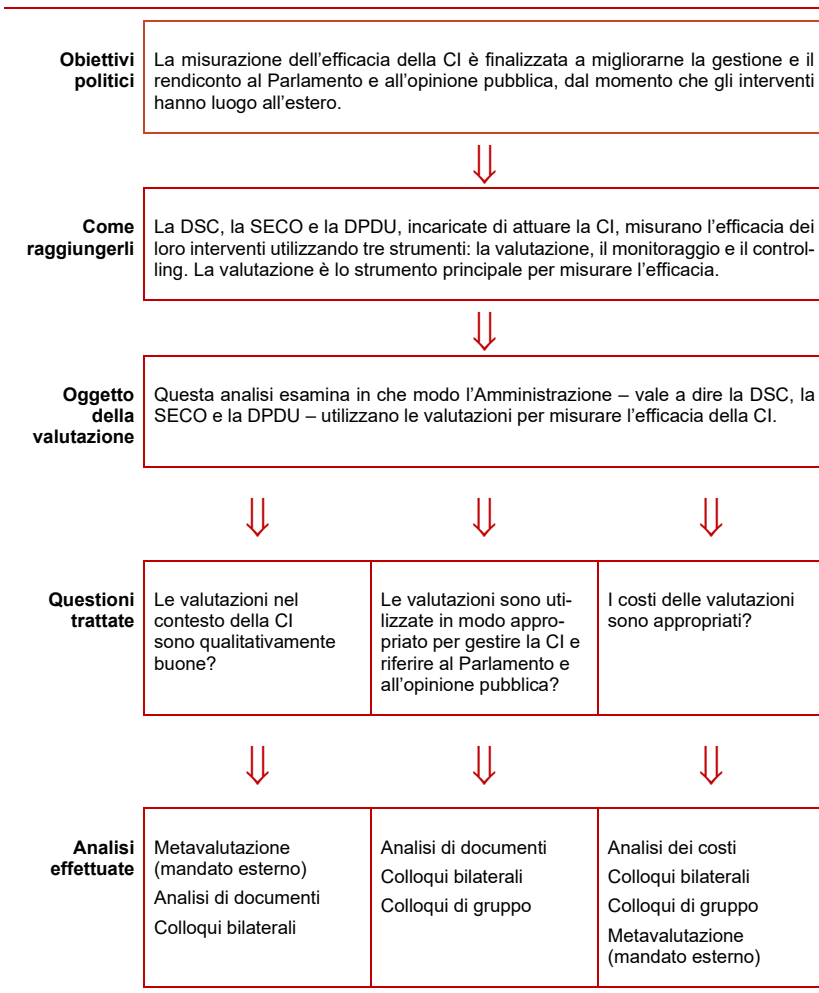 Obiettivi
politici
La misurazione dell’efficacia della CI è finalizzata a migliorarne la gestione e il
rendiconto al Parlamento e all’opinione pubblica, dal momento che gli interventi
hanno luogo all’estero.
Come
raggiungerli
La DSC, la SECO e la DPDU, incaricate di attuare la CI, misurano l’efficacia dei
loro interventi utilizzando tre strumenti: la valutazione, il monitoraggio e il control-
ling. La valutazione è lo strumento principale per misurare l’efficacia.
Oggetto
della
valutazione
Questa analisi esamina in che modo l’Amministrazione – vale a dire la DSC, la
SECO e la DPDU – utilizzano le valutazioni per misurare l’efficacia della CI.
Questioni
trattate
Le valutazioni nel
contesto della CI
sono qualitativamente
buone?
Le valutazioni sono uti-
lizzate in modo appro-
priato per gestire la CI e
riferire al Parlamento e
all’opinione pubblica?
I costi delle valutazioni
sono appropriati?
Analisi
effettuate
Metavalutazione
(mandato esterno)
Analisi di documenti
Colloqui bilaterali
Analisi di documenti
Colloqui bilaterali
Colloqui di gruppo
Analisi dei costi
Colloqui bilaterali
Colloqui di gruppo
Metavalutazione
(mandato esterno)